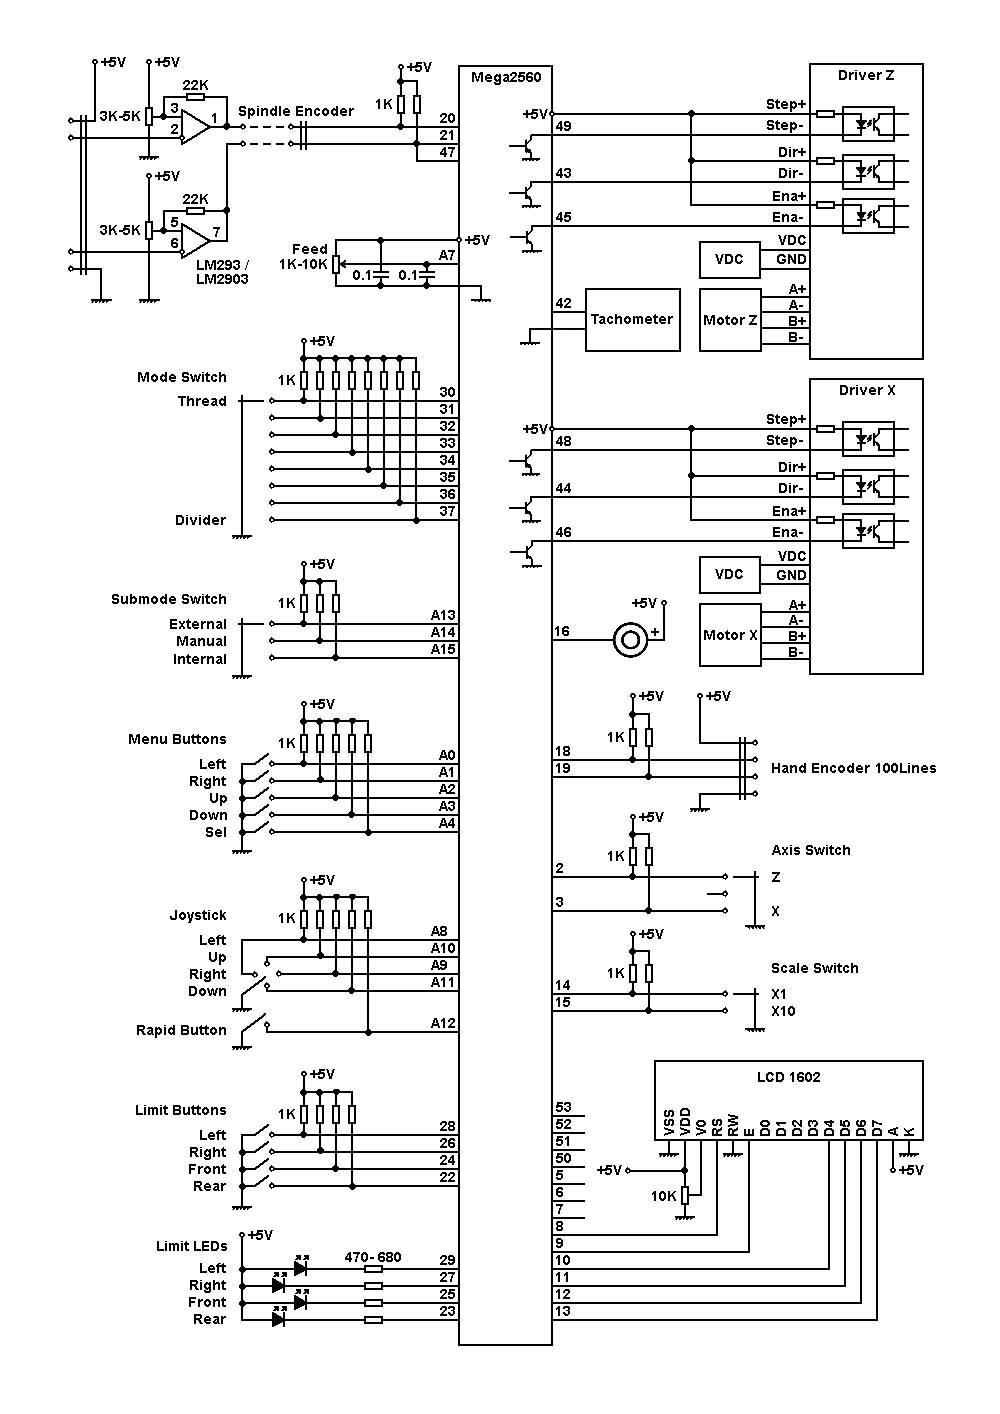 +5V
+5V
22K
3K-5K
3
2
1
Spindle Encoder
+5V
1K
20
21
47
+5V
22K
3K-5K
5
6
7
LM293 /
LM2903
Feed
1K-10K
0.1
0.1
+5V
A7
Mega2560
+5V
Mode Switch
1K
Thread
30
31
32
33
34
35
36
Divider
37
+5V
Submode Switch
1K
External
A13
Manual
A14
Internal
A15
+5V
Menu Buttons
1K
Left
A0
Right
A1
Up
A2
Down
A3
Sel
A4
+5V
Joystick
1K
Left
A8
Up
A10
Right
A9
Down
A11
Rapid Button
A12
+5V
Limit Buttons
1K
Left
28
Right
26
Front
24
Rear
22
+5V
Limit LEDs
470-680
Left
29
Right
27
Front
25
Rear
23
Driver Z
+5V
Step+
49
Step-
Dir+
43
Dir-
Ena+
45
Ena-
VDC
VDC
GND
42
Tachometer
Motor Z
A+
A-
B+
B-
Driver X
+5V
Step+
48
Step-
Dir+
44
Dir-
Ena+
46
Ena-
VDC
VDC
GND
+5V
16
+
Motor X
A+
A-
B+
B-
+5V
+5V
1K
18
19
Hand Encoder 100Lines
+5V
1K
Axis Switch
2
Z
3
X
+5V
1K
Scale Switch
14
X1
15
X10
LCD 1602
VSS
VDD
V0
RS
RW
E
D0
D1
D2
D3
D4
D5
D6
D7
A
K
+5V
+5V
10K
53
52
51
50
5
6
7
8
9
10
11
12
13